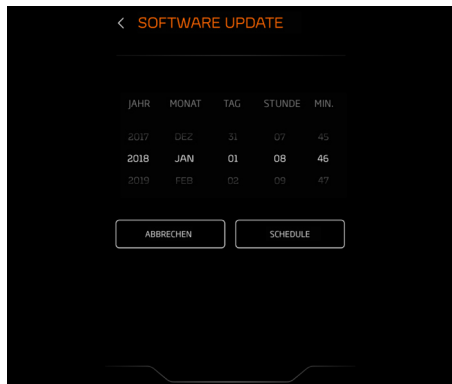 SOFTWARE UPDATE
JAHR MONAT TAG STUNDE MIN.
2017 DEZ 31 07 45
2018 JAN 01 08 46
2019 FEB 02 09 47
ABBRECHEN SCHEDULE